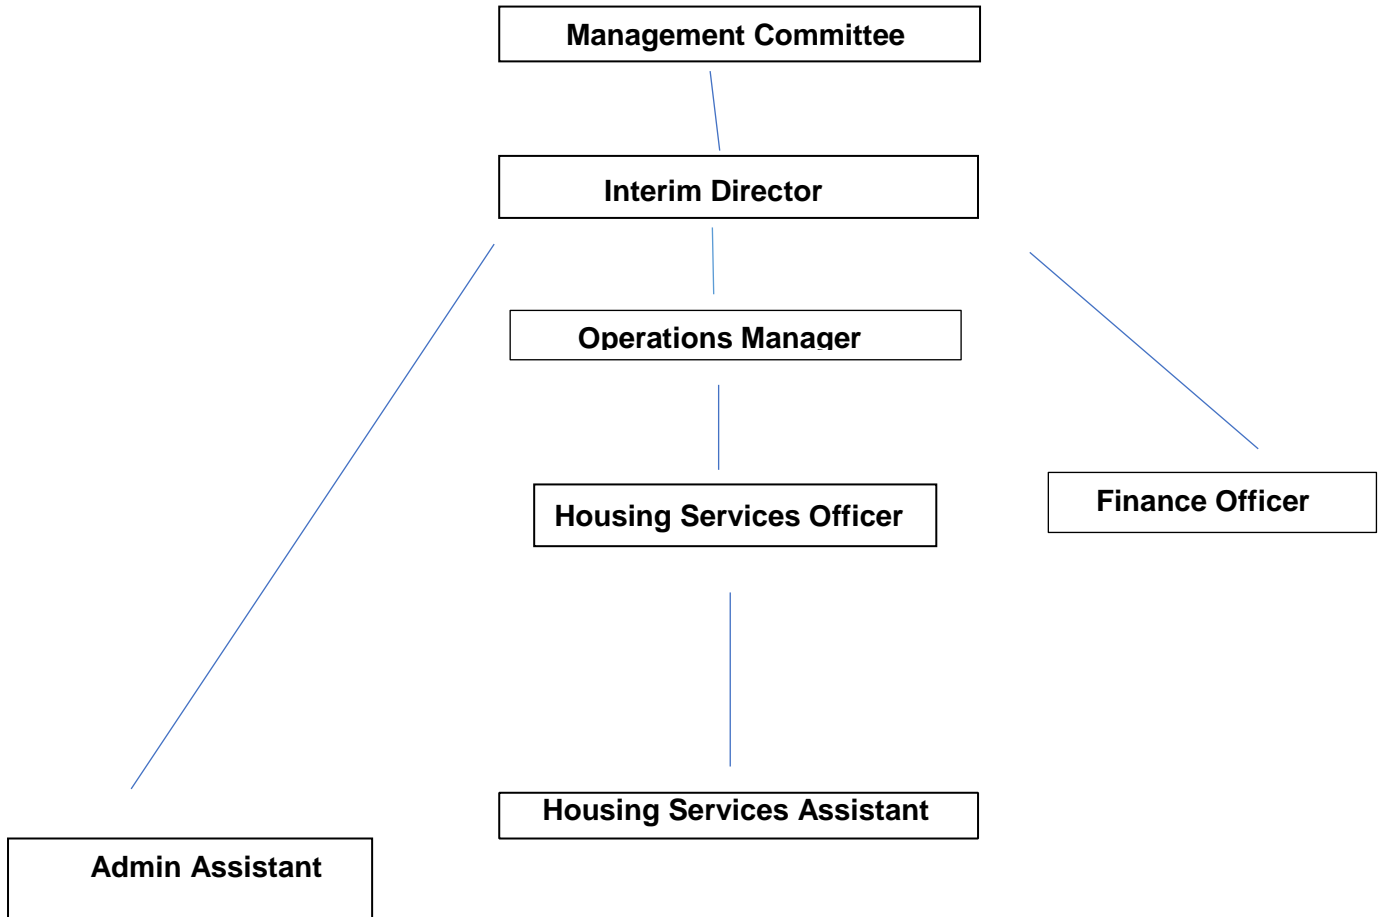 Management Committee
Interim Director
Operations Manager
Housing Services Officer
Finance Officer
Housing Services Assistant
Admin Assistant